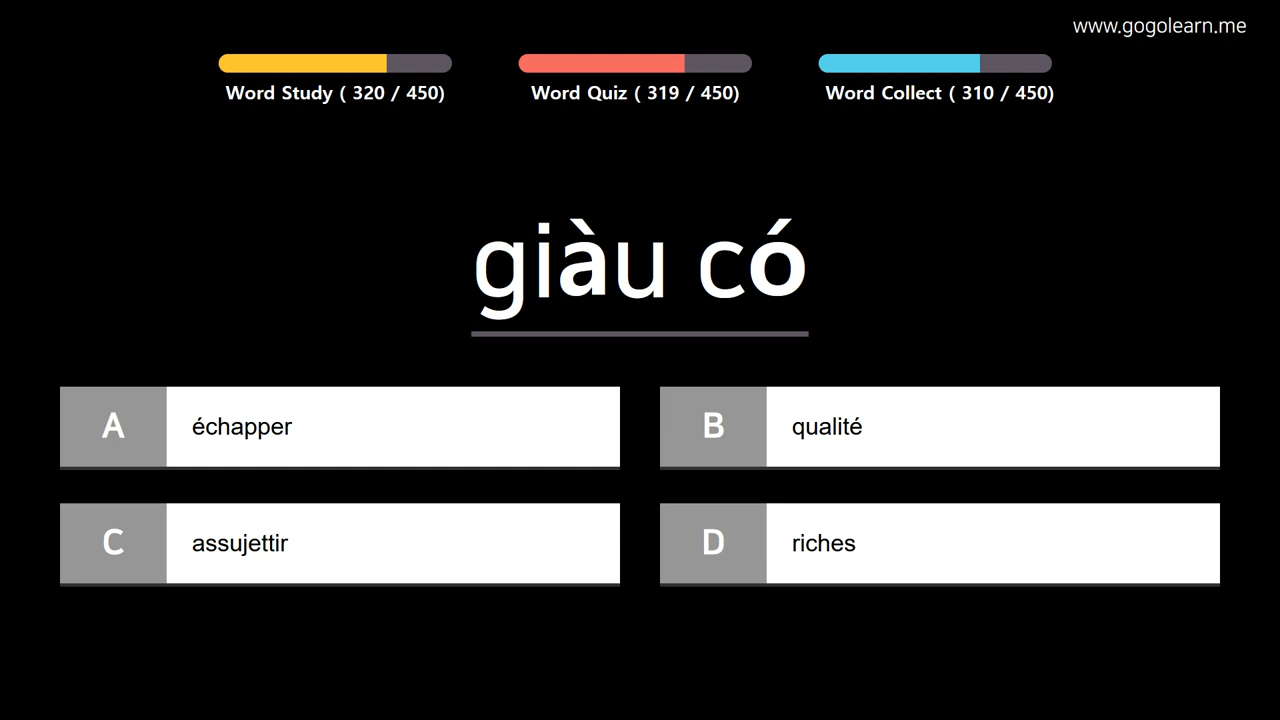 www.gogolearn.me
Word Study ( 320 / 450)
Word Quiz ( 319 / 450)
Word Collect ( 310 / 450)
giàu có
A échapper
B qualité
C assujettir
D riches